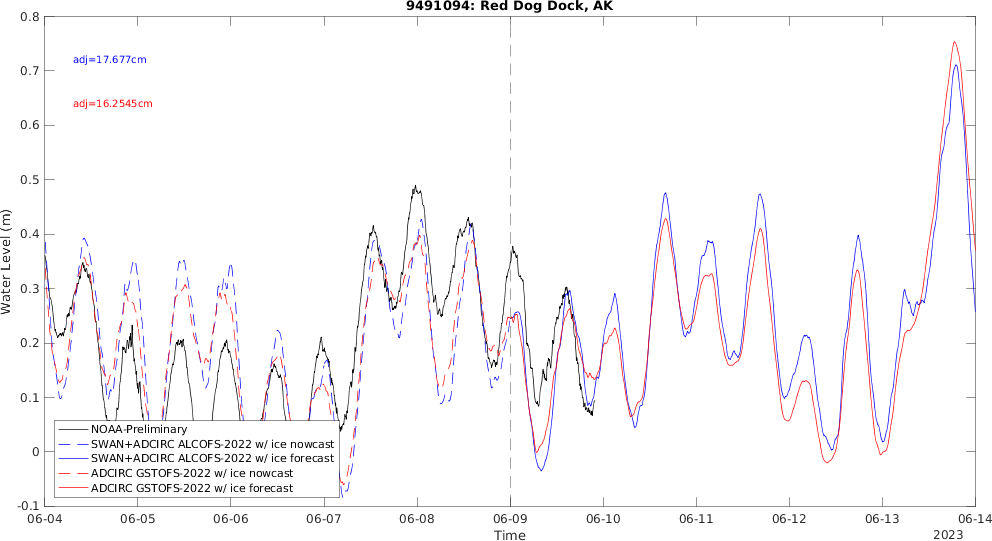 9491094: Red Dog Dock, AK
adj=17.677cm
adj=16.2545cm
Water Level (m)
0.8
0.7
0.6
0.5
0.4
0.3
0.2
0.1
0
-0.1
NOAA-Preliminary
SWAN+ADCIRC ALCOFS-2022 w/ ice nowcast
SWAN+ADCIRC ALCOFS-2022 w/ ice forecast
ADCIRC GSTOFS-2022 w/ ice nowcast
ADCIRC GSTOFS-2022 w/ ice forecast
06-04 06-05 06-06 06-07 06-08 06-09 06-10 06-11 06-12 06-13 06-14
Time
2023